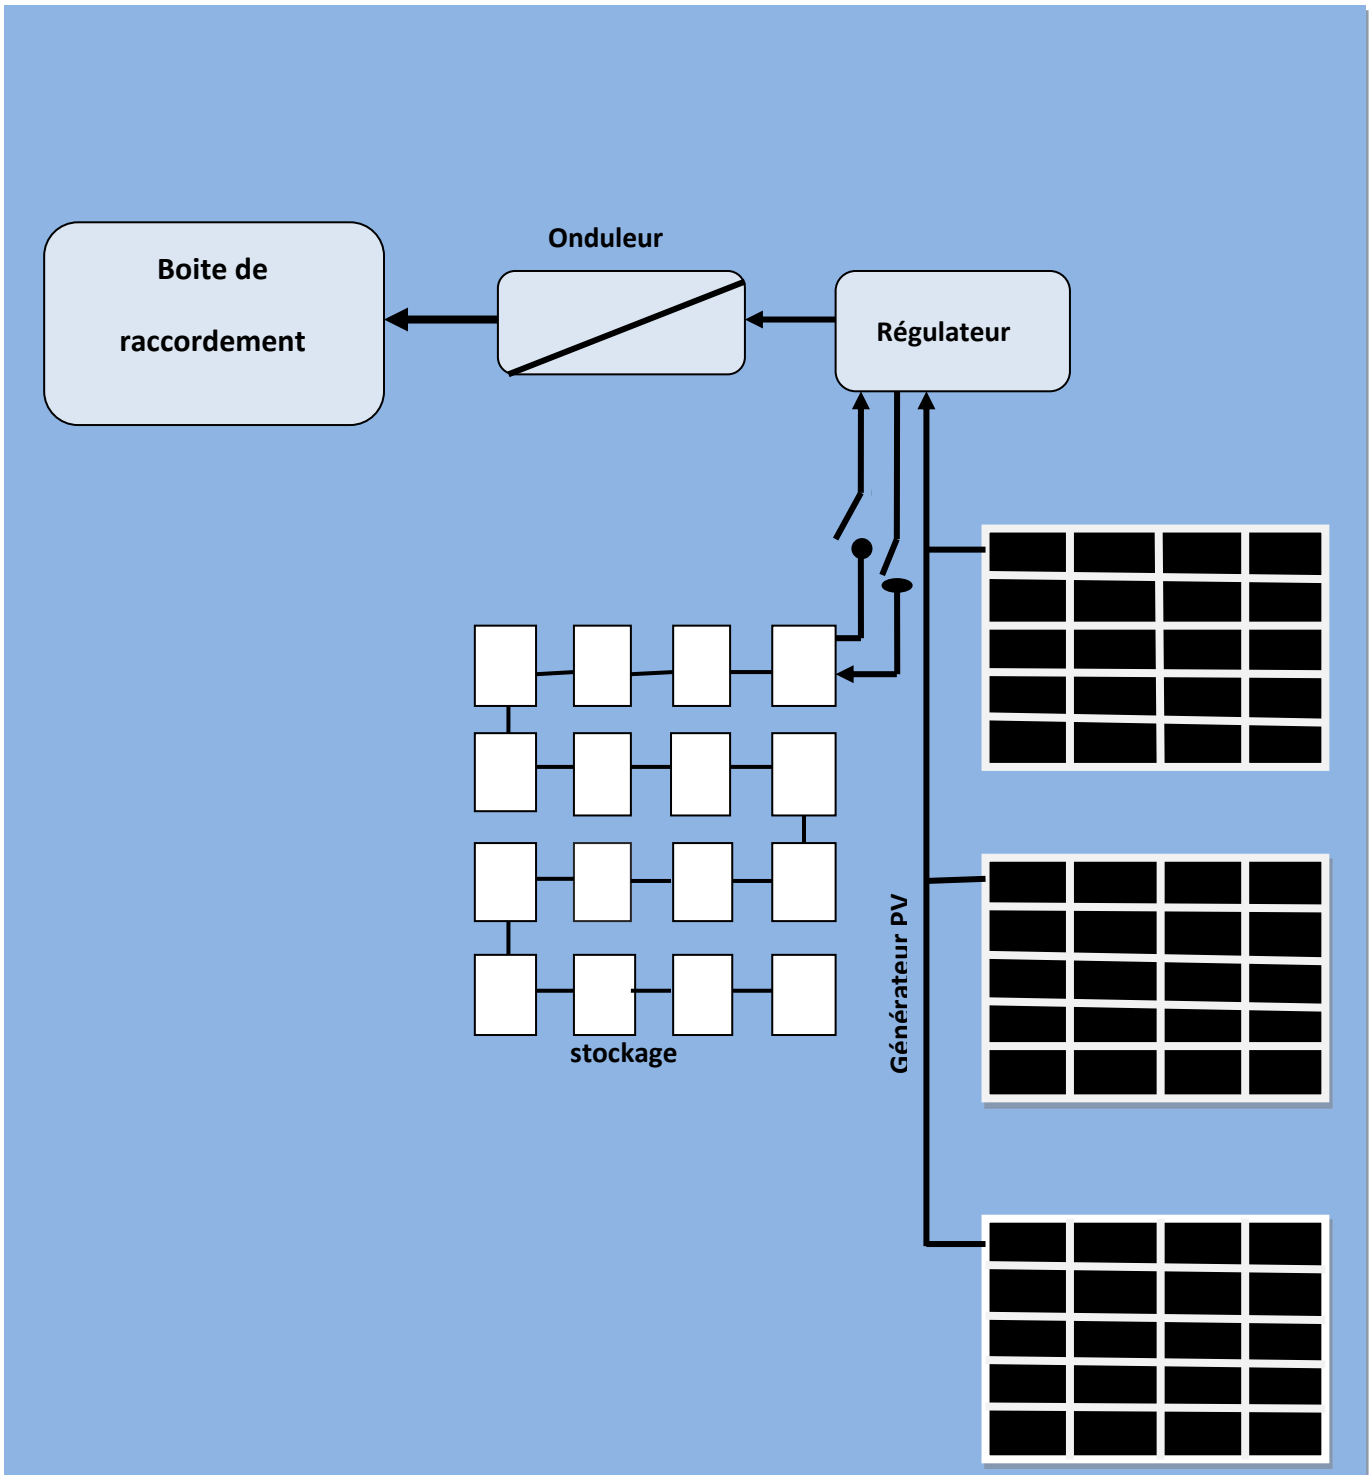 Onduleur
Boite de
raccordement
Régulateur
Générateur PV
stockage